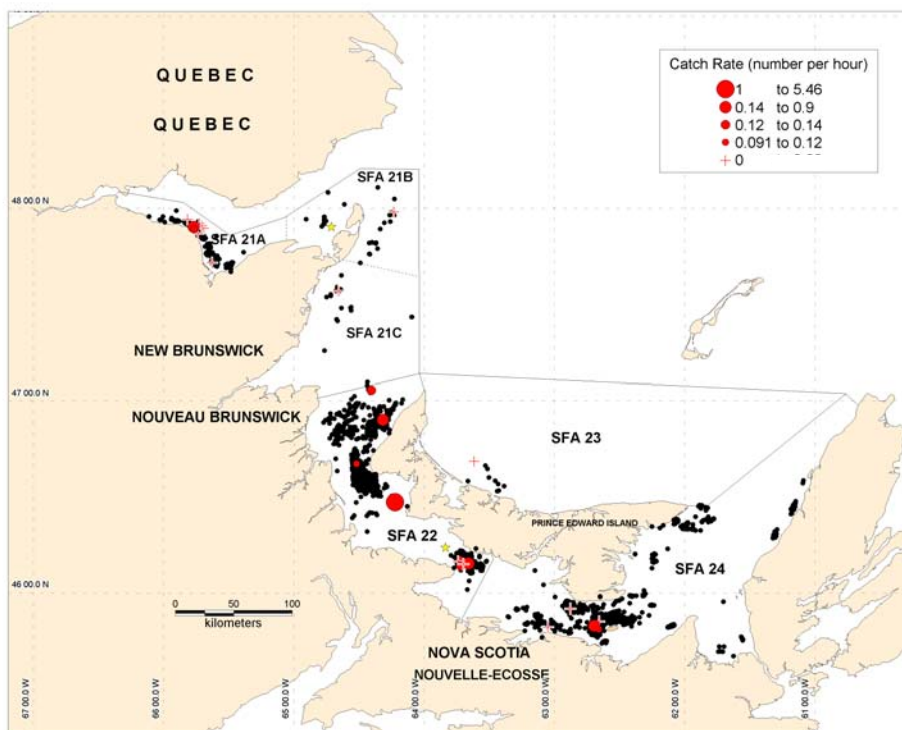 Catch Rate (number per hour)
1 to 5.46
0.14 to 0.9
0.12 to 0.14
0.091 to 0.12
0
QUEBEC
QUEBEC
SFA 21B
48 00.0 N
SFA 21A
SFA 21C
NEW BRUNSWICK
47 00.0 N
NOUVEAU BRUNSWICK
SFA 23
PRINCE EDWARD ISLAND
SFA 22
SFA 24
46 00.0 N
0 50 100
kilometers
NOVA SCOTIA
NOUVELLE-ECOSSE
67 00.0 W
66 00.0 W
65 00.0 W
64 00.0 W
63 00.0 W
62 00.0 W
61 00.0 W